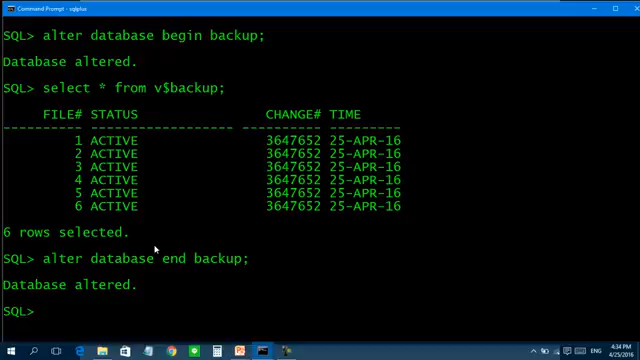 Command Prompt - sqlplus
SQL> alter database begin backup;
Database altered.
SQL> select * from v$backup;
FILE# STATUS CHANGE# TIME
---------- ------------------ ---------- ---------
1 ACTIVE 3647652 25-APR-16
2 ACTIVE 3647652 25-APR-16
3 ACTIVE 3647652 25-APR-16
4 ACTIVE 3647652 25-APR-16
5 ACTIVE 3647652 25-APR-16
6 ACTIVE 3647652 25-APR-16
6 rows selected.
SQL> alter database end backup;
Database altered.
SQL>
4:34 PM
4/25/2016